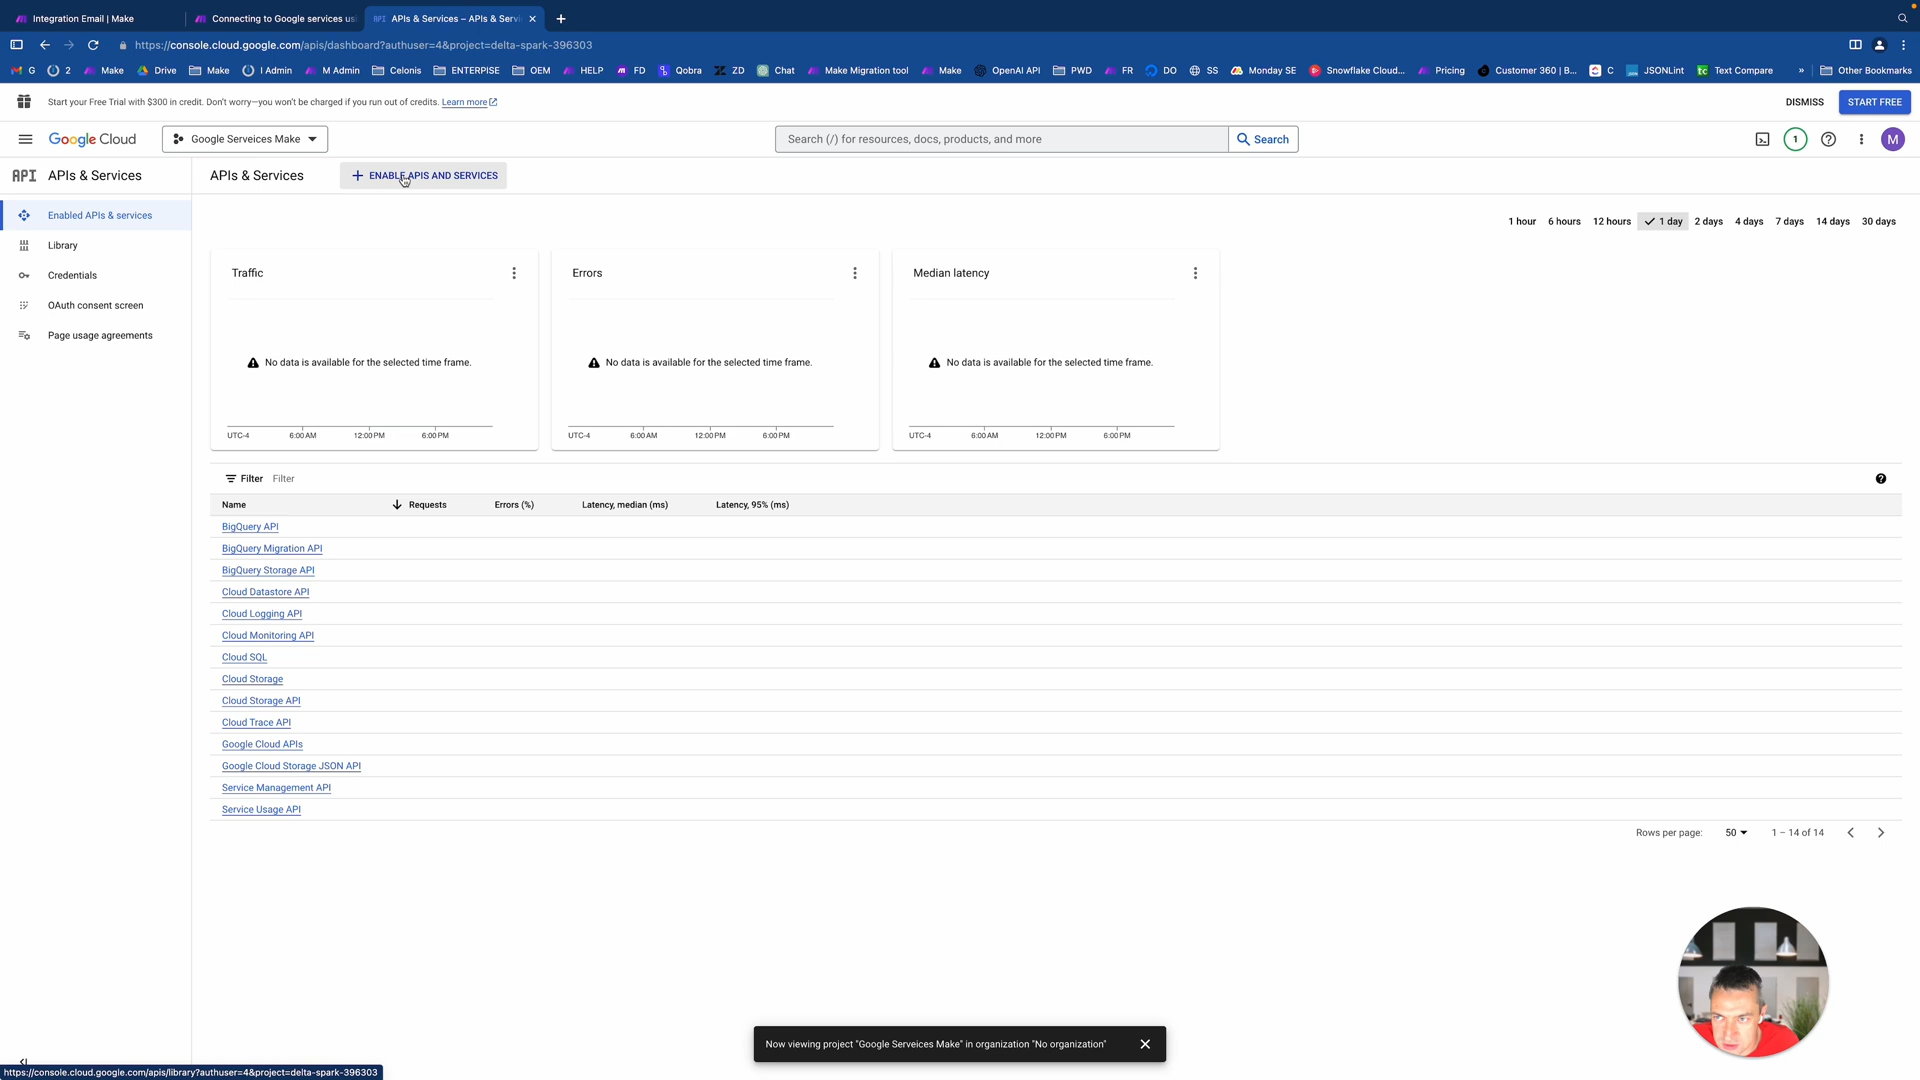 Integration Email | Make
Connecting to Google services us
API APIs & Services – APIs & Servi
https://console.cloud.google.com/apis/dashboard?authuser=4&project=delta-spark-396303
G 2 Make Drive Make I Admin M Admin Celonis ENTERPISE OEM HELP FD Qobra ZD Chat Make Migration tool Make OpenAI API PWD FR DO SS Monday SE Snowflake Cloud... Pricing Customer 360 | B... C JSONLint Text Compare » Other Bookmarks
Start your Free Trial with $300 in credit. Don't worry—you won't be charged if you run out of credits. Learn more
DISMISS START FREE
Google Cloud Google Serveices Make Search (/) for resources, docs, products, and more Search 1 M
API APIs & Services
APIs & Services + ENABLE APIS AND SERVICES
Enabled APIs & services
Library
Credentials
OAuth consent screen
Page usage agreements
1 hour 6 hours 12 hours 1 day 2 days 4 days 7 days 14 days 30 days
Traffic Errors Median latency
No data is available for the selected time frame. No data is available for the selected time frame. No data is available for the selected time frame.
UTC-4 6:00 AM 12:00 PM 6:00 PM UTC-4 6:00 AM 12:00 PM 6:00 PM UTC-4 6:00 AM 12:00 PM 6:00 PM
Filter Filter
Name Requests Errors (%) Latency, median (ms) Latency, 95% (ms)
BigQuery API
BigQuery Migration API
BigQuery Storage API
Cloud Datastore API
Cloud Logging API
Cloud Monitoring API
Cloud SQL
Cloud Storage
Cloud Storage API
Cloud Trace API
Google Cloud APIs
Google Cloud Storage JSON API
Service Management API
Service Usage API
Rows per page: 50 1 – 14 of 14
Now viewing project "Google Serveices Make" in organization "No organization"
https://console.cloud.google.com/apis/library?authuser=4&project=delta-spark-396303